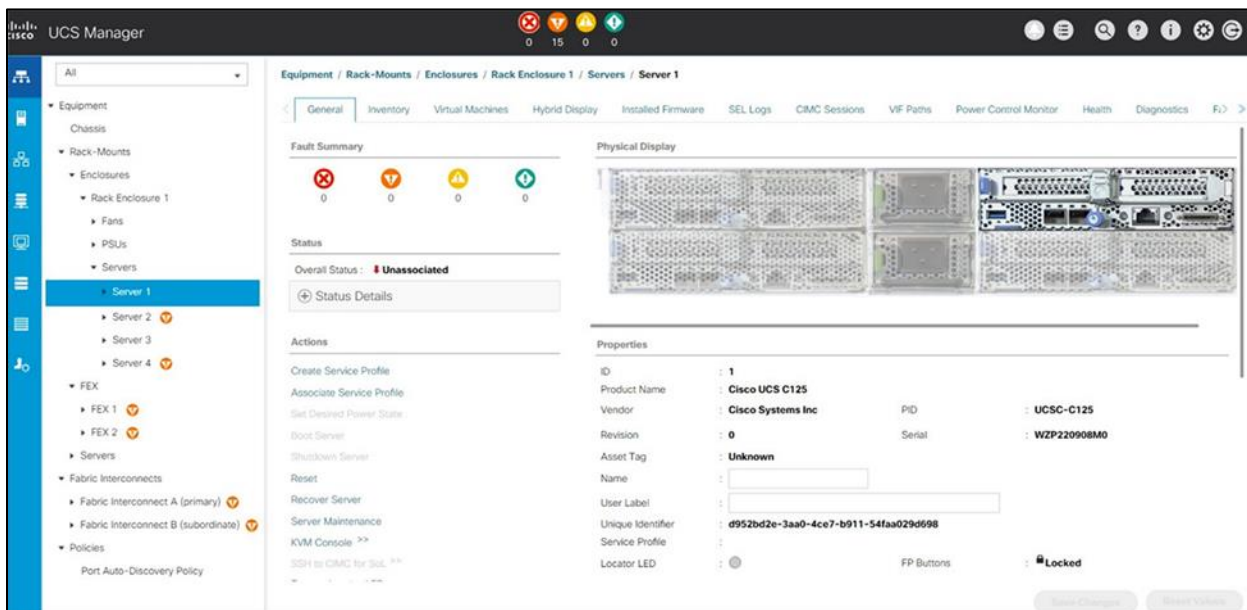 cisco UCS Manager
0 15 0 0
All
Equipment
Chassis
Rack-Mounts
Enclosures
Rack Enclosure 1
Fans
PSUs
Servers
Server 1
Server 2
Server 3
Server 4
FEX
FEX 1
FEX 2
Servers
Fabric Interconnects
Fabric Interconnect A (primary)
Fabric Interconnect B (subordinate)
Policies
Port Auto-Discovery Policy
Equipment / Rack-Mounts / Enclosures / Rack Enclosure 1 / Servers / Server 1
General Inventory Virtual Machines Hybrid Display Installed Firmware SEL Logs CIMC Sessions VIF Paths Power Control Monitor Health Diagnostics
Fault Summary
0 0 0 0
Status
Overall Status : Unassociated
Status Details
Actions
Create Service Profile
Associate Service Profile
Set Desired Power State
Boot Server
Shutdown Server
Reset
Recover Server
Server Maintenance
KVM Console >>
SSH to CIMC for SoL >>
Physical Display
Properties
ID : 1
Product Name : Cisco UCS C125
Vendor : Cisco Systems Inc PID : UCSC-C125
Revision : 0 Serial : WZP220908M0
Asset Tag : Unknown
Name :
User Label :
Unique Identifier : d952bd2e-3aa0-4ce7-b911-54faa029d698
Service Profile :
Locator LED : FP Buttons : Locked
Save Changes Reset Values